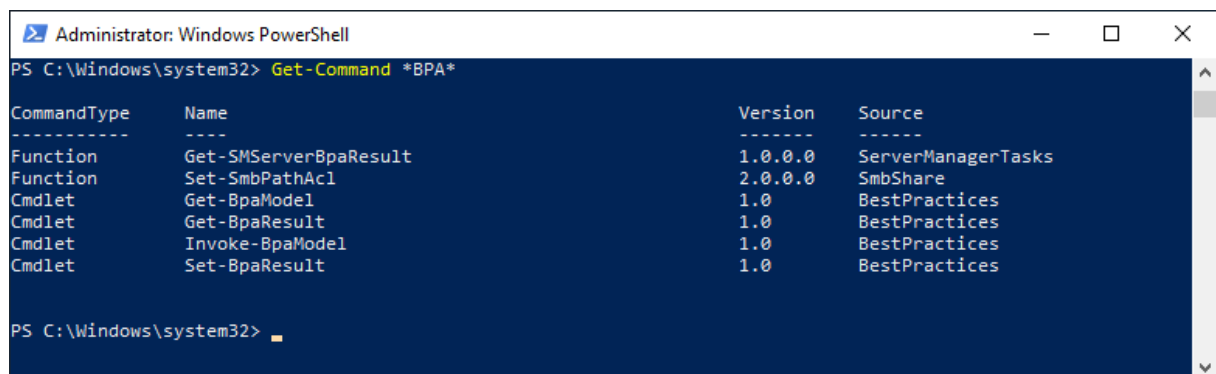 Administrator: Windows PowerShell
PS C:\Windows\system32> Get-Command *BPA*
CommandType Name Version Source
----------- ---- ------- ------
Function Get-SMServerBpaResult 1.0.0.0 ServerManagerTasks
Function Set-SmbPathAcl 2.0.0.0 SmbShare
Cmdlet Get-BpaModel 1.0 BestPractices
Cmdlet Get-BpaResult 1.0 BestPractices
Cmdlet Invoke-BpaModel 1.0 BestPractices
Cmdlet Set-BpaResult 1.0 BestPractices
PS C:\Windows\system32>